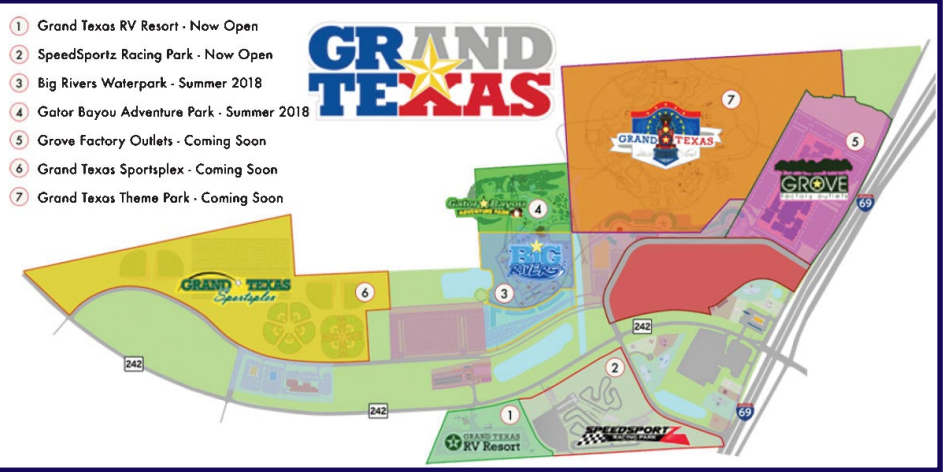 1 Grand Texas RV Resort - Now Open
2 SpeedSportz Racing Park - Now Open
3 Big Rivers Waterpark - Summer 2018
4 Gator Bayou Adventure Park - Summer 2018
5 Grove Factory Outlets - Coming Soon
6 Grand Texas Sportsplex - Coming Soon
7 Grand Texas Theme Park - Coming Soon
GRAND
TEXAS
7
GRAND TEXAS
5
GROVE
factory outlets
69
Gator Bayou
ADVENTURE PARK
4
BIG
RIVERS
3
GRAND TEXAS
Sportsplex
6
242
242
242
2
1
GRAND TEXAS
RV Resort
SPEEDSPORTZ
RACING PARK
69